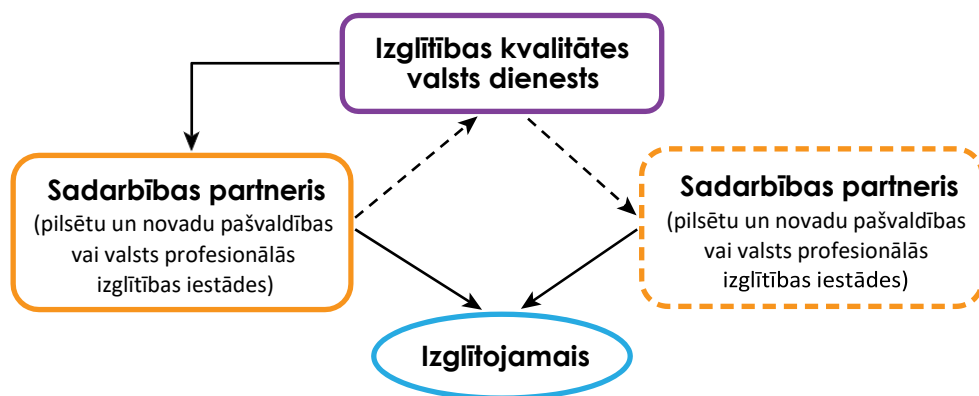 Izglītības kvalitātes
valsts dienests
Sadarbības partneris
(pilsētu un novadu pašvaldības
vai valsts profesionālās
izglītības iestādes)
Sadarbības partneris
(pilsētu un novadu pašvaldības
vai valsts profesionālās
izglītības iestādes)
Izglītojamais